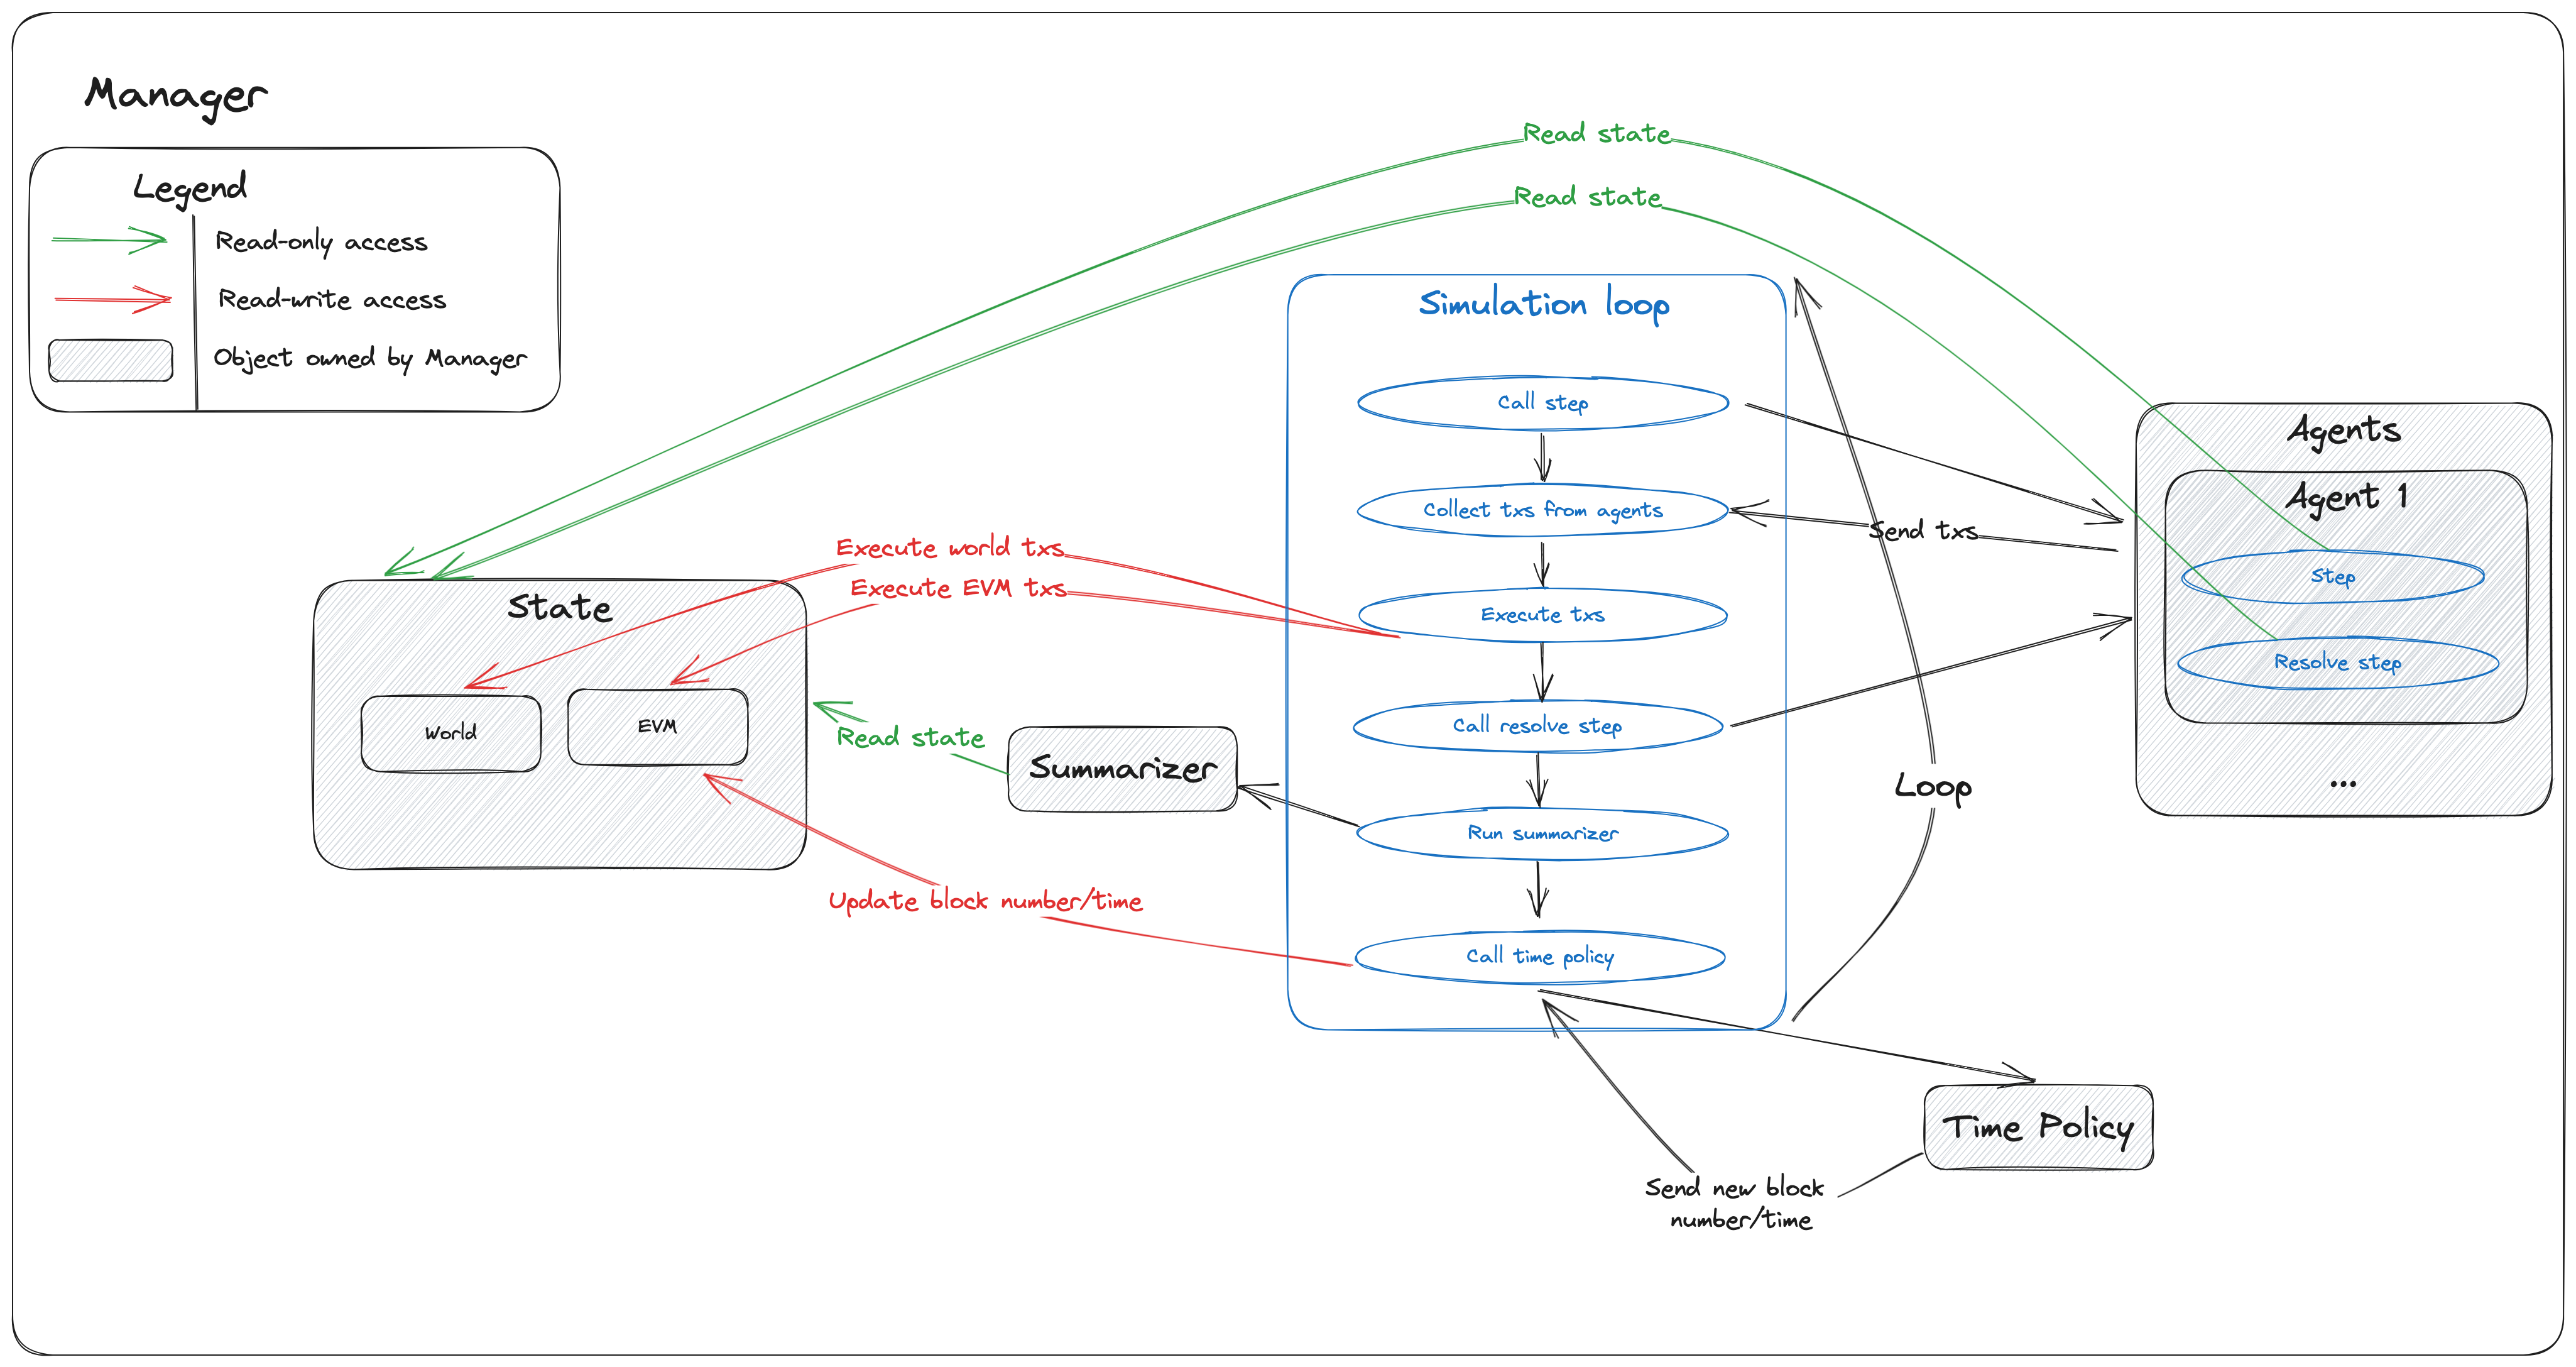 Manager
Legend
Read-only access
Read-write access
Object owned by Manager
Read state
Read state
Simulation loop
Call step
Collect txs from agents
Execute txs
Call resolve step
Run summarizer
Call time policy
Agents
Agent 1
Step
Resolve step
...
Send txs
Execute world txs
Execute EVM txs
State
World
EVM
Read state
Summarizer
Loop
Update block number/time
Time Policy
Send new block
number/time